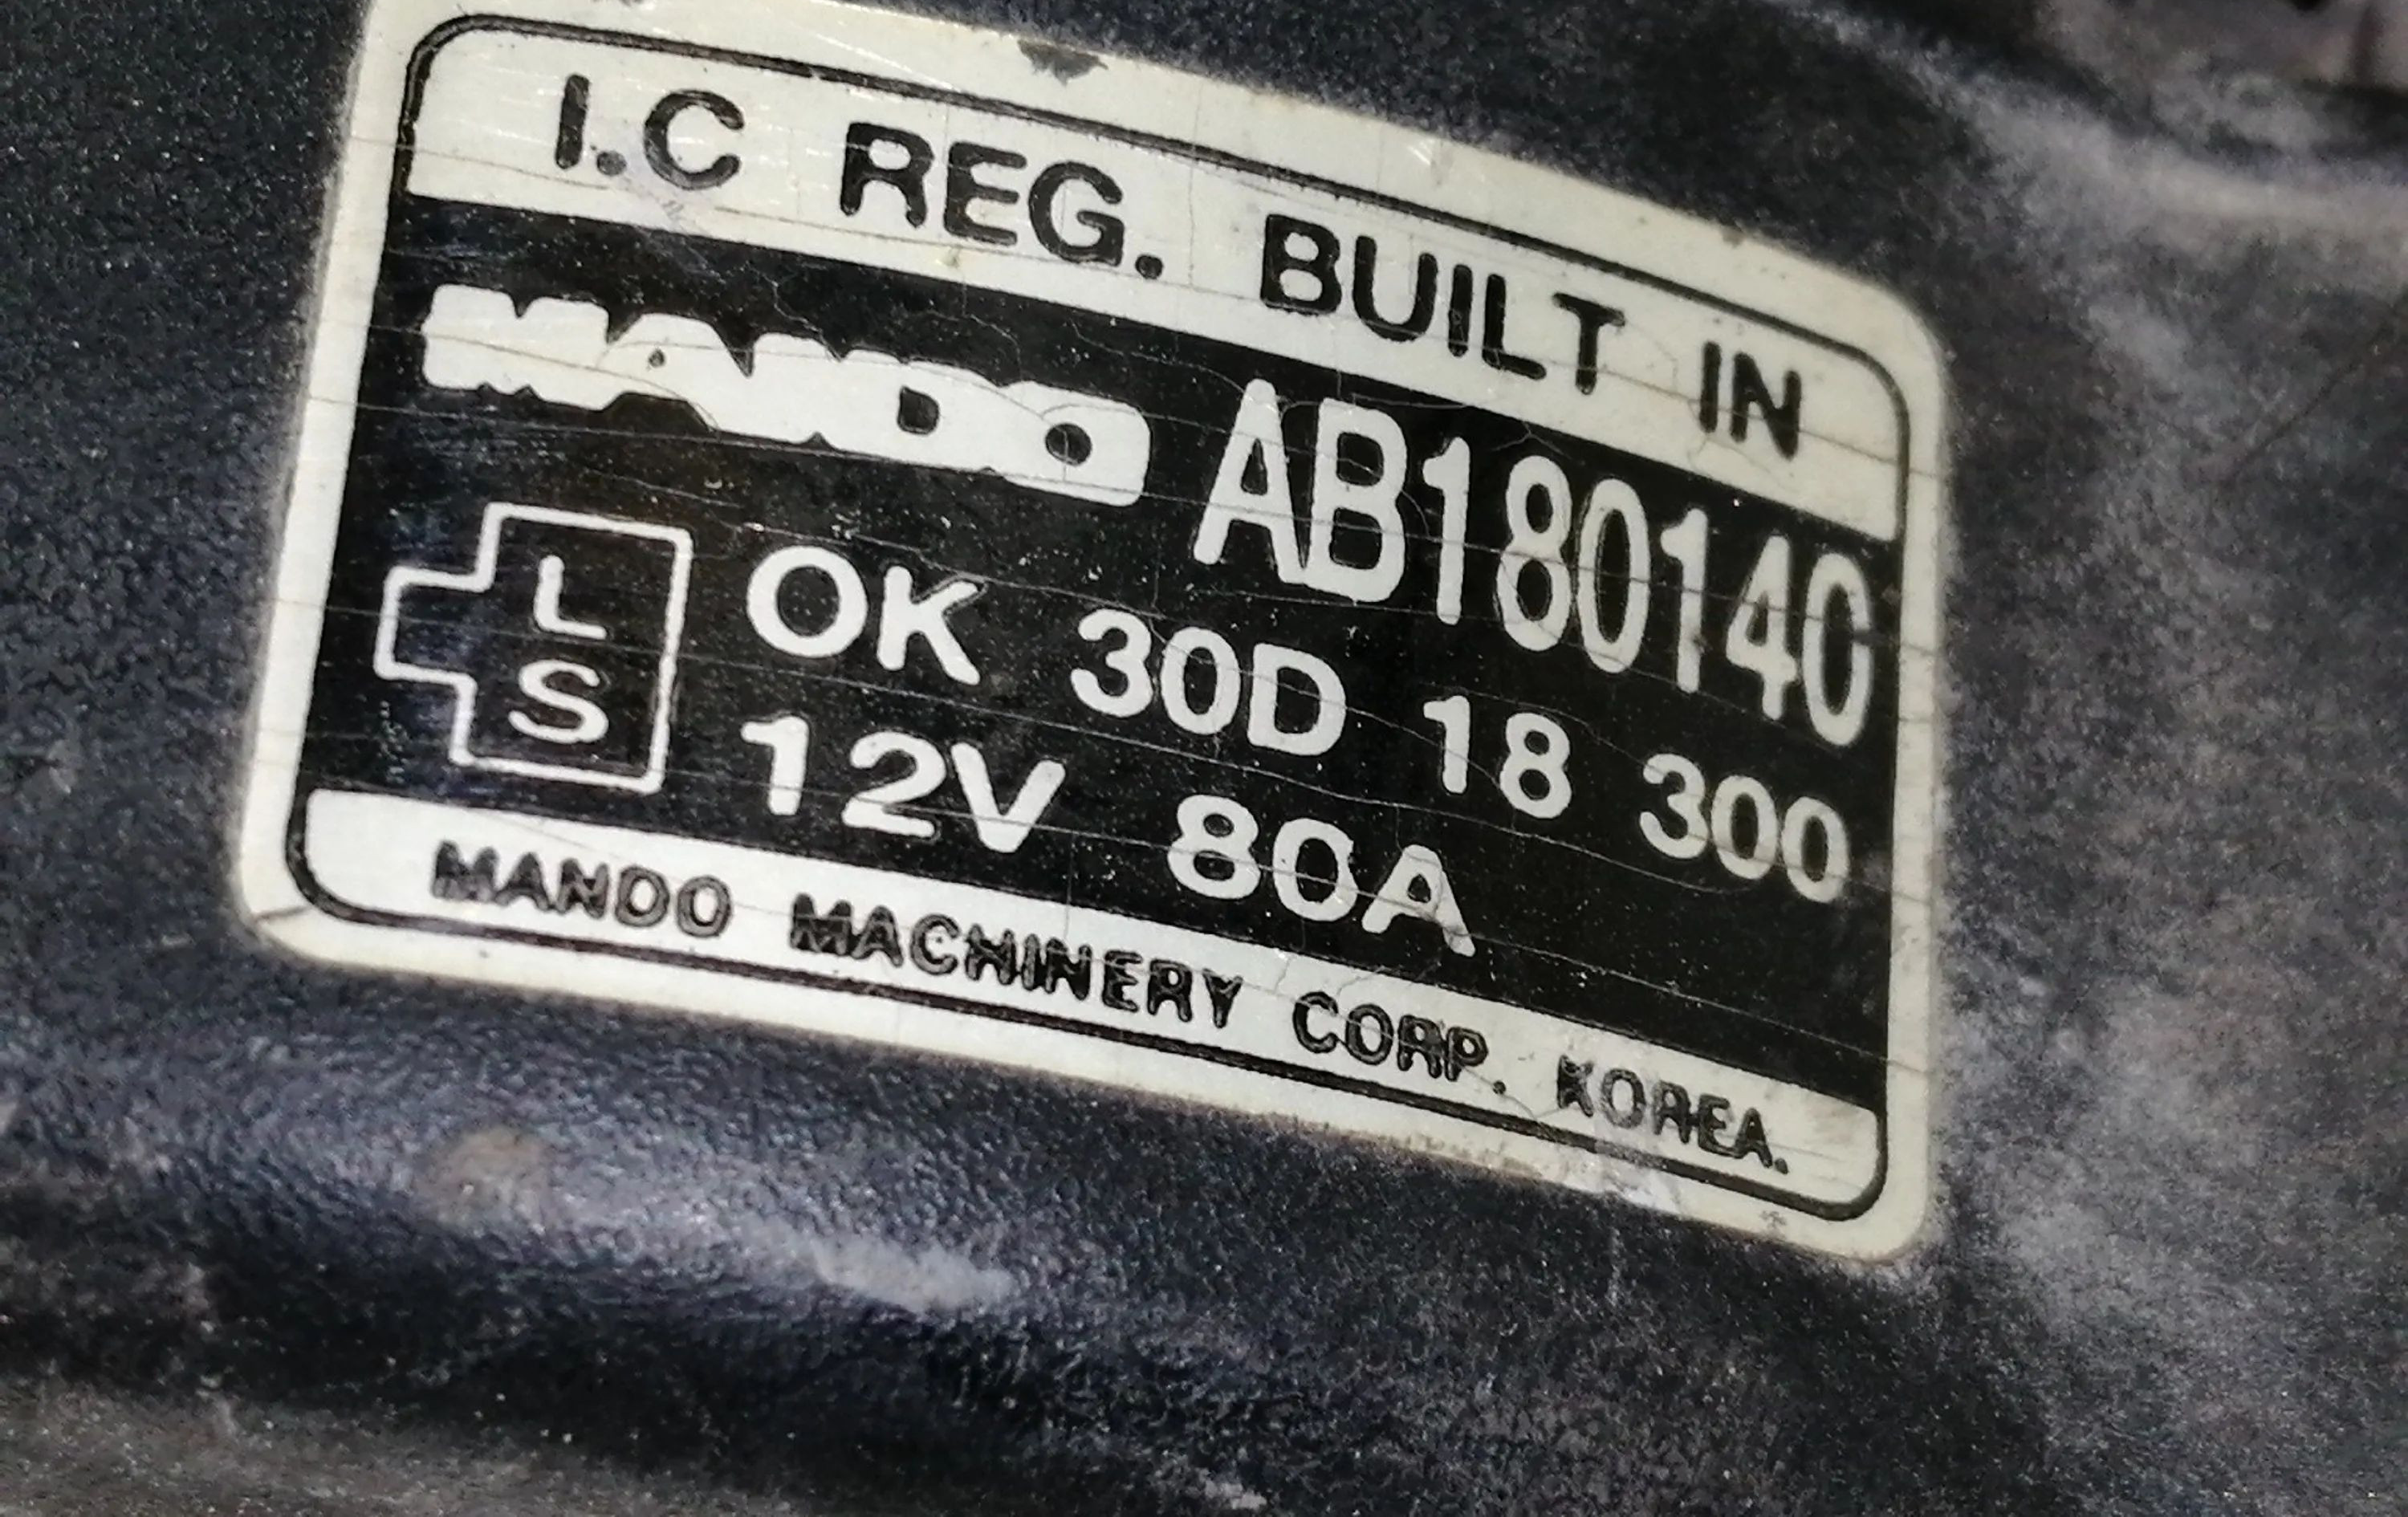 I.C REG. BUILT IN
MANDO AB180140
L
S
OK 30D 18 300
12V 80A
MANDO MACHINERY CORP. KOREA.